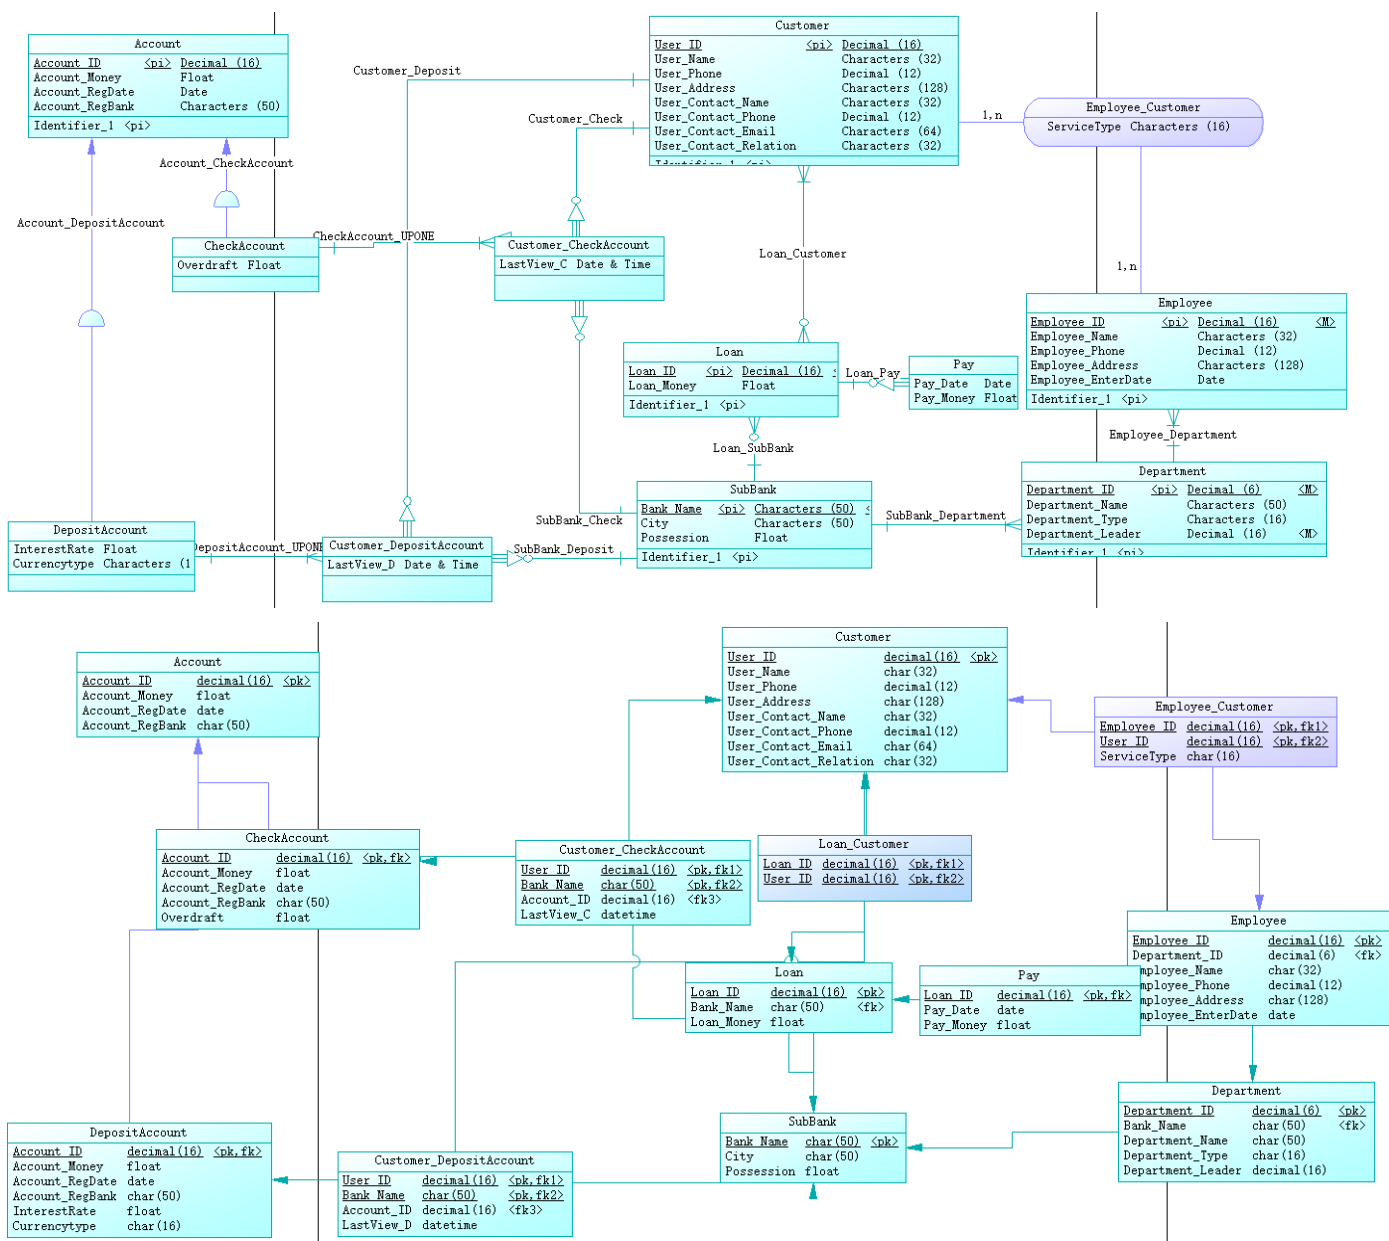 Account
Account_ID <pi> Decimal (16)
Account_Money Float
Account_RegDate Date
Account_RegBank Characters (50)
Identifier_1 <pi>
Customer
User_ID <pi> Decimal (16)
User_Name Characters (32)
User_Phone Decimal (12)
User_Address Characters (128)
User_Contact_Name Characters (32)
User_Contact_Phone Decimal (12)
User_Contact_Email Characters (64)
User_Contact_Relation Characters (32)
Identifier_1 <pi>
Customer_Deposit
Customer_Check
1,n
Employee_Customer
ServiceType Characters (16)
Account_CheckAccount
Account_DepositAccount
CheckAccount
Overdraft Float
CheckAccount_UPONE
Customer_CheckAccount
LastView_C Date & Time
Loan_Customer
1,n
Employee
Employee_ID <pi> Decimal (16) <M>
Employee_Name Characters (32)
Employee_Phone Decimal (12)
Employee_Address Characters (128)
Employee_EnterDate Date
Identifier_1 <pi>
Loan
Loan_ID <pi> Decimal (16)
Loan_Money Float
Identifier_1 <pi>
Loan_Pay
Pay
Pay_Date Date
Pay_Money Float
Employee_Department
Loan_SubBank
Department
Department_ID <pi> Decimal (6) <M>
Department_Name Characters (50)
Department_Type Characters (16)
Department_Leader Decimal (16) <M>
Identifier_1 <pi>
SubBank
Bank_Name <pi> Characters (50)
City Characters (50)
Possession Float
Identifier_1 <pi>
SubBank_Department
SubBank_Check
SubBank_Deposit
DepositAccount
InterestRate Float
Currencytype Characters (1
DepositAccount_UPONE
Customer_DepositAccount
LastView_D Date & Time
Customer
User_ID decimal(16) <pk>
User_Name char(32)
User_Phone decimal(12)
User_Address char(128)
User_Contact_Name char(32)
User_Contact_Phone decimal(12)
User_Contact_Email char(64)
User_Contact_Relation char(32)
Account
Account_ID decimal(16) <pk>
Account_Money float
Account_RegDate date
Account_RegBank char(50)
Employee_Customer
Employee_ID decimal(16) <pk,fk1>
User_ID decimal(16) <pk,fk2>
ServiceType char(16)
CheckAccount
Account_ID decimal(16) <pk,fk>
Account_Money float
Account_RegDate date
Account_RegBank char(50)
Overdraft float
Customer_CheckAccount
User_ID decimal(16) <pk,fk1>
Bank_Name char(50) <pk,fk2>
Account_ID decimal(16) <fk3>
LastView_C datetime
Loan_Customer
Loan_ID decimal(16) <pk,fk1>
User_ID decimal(16) <pk,fk2>
Employee
Employee_ID decimal(16) <pk>
Department_ID decimal(6) <fk>
mployee_Name char(32)
mployee_Phone decimal(12)
mployee_Address char(128)
mployee_EnterDate date
Loan
Loan_ID decimal(16) <pk>
Bank_Name char(50) <fk>
Loan_Money float
Pay
Loan_ID decimal(16) <pk,fk>
Pay_Date date
Pay_Money float
Department
Department_ID decimal(6) <pk>
Bank_Name char(50) <fk>
Department_Name char(50)
Department_Type char(16)
Department_Leader decimal(16)
SubBank
Bank_Name char(50) <pk>
City char(50)
Possession float
DepositAccount
Account_ID decimal(16) <pk,fk>
Account_Money float
Account_RegDate date
Account_RegBank char(50)
InterestRate float
Currencytype char(16)
Customer_DepositAccount
User_ID decimal(16) <pk,fk1>
Bank_Name char(50) <pk,fk2>
Account_ID decimal(16) <fk3>
LastView_D datetime